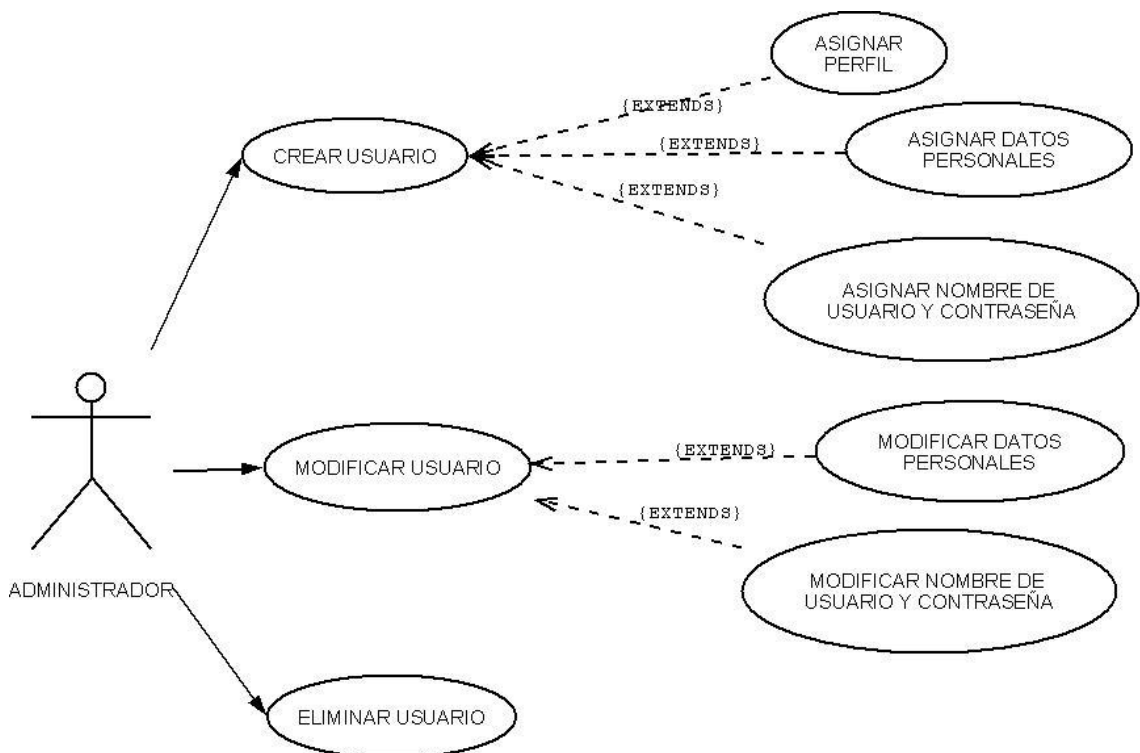 ASIGNAR
PERFIL
{EXTENDS}
CREAR USUARIO
{EXTENDS}
ASIGNAR DATOS
PERSONALES
{EXTENDS}
ASIGNAR NOMBRE DE
USUARIO Y CONTRASEÑA
MODIFICAR USUARIO
{EXTENDS}
MODIFICAR DATOS
PERSONALES
{EXTENDS}
MODIFICAR NOMBRE DE
USUARIO Y CONTRASEÑA
ADMINISTRADOR
ELIMINAR USUARIO